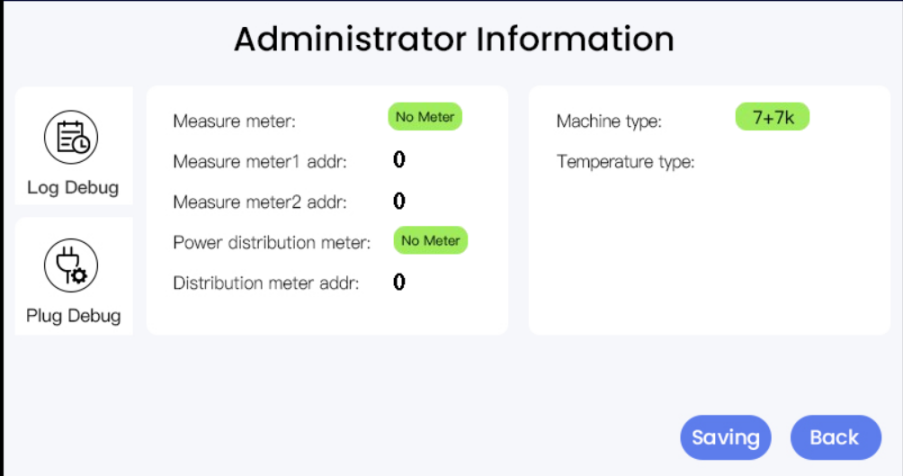 Administrator Information
Log Debug
Plug Debug
Measure meter: No Meter
Measure meter1 addr: 0
Measure meter2 addr: 0
Power distribution meter: No Meter
Distribution meter addr: 0
Machine type: 7+7k
Temperature type:
Saving
Back